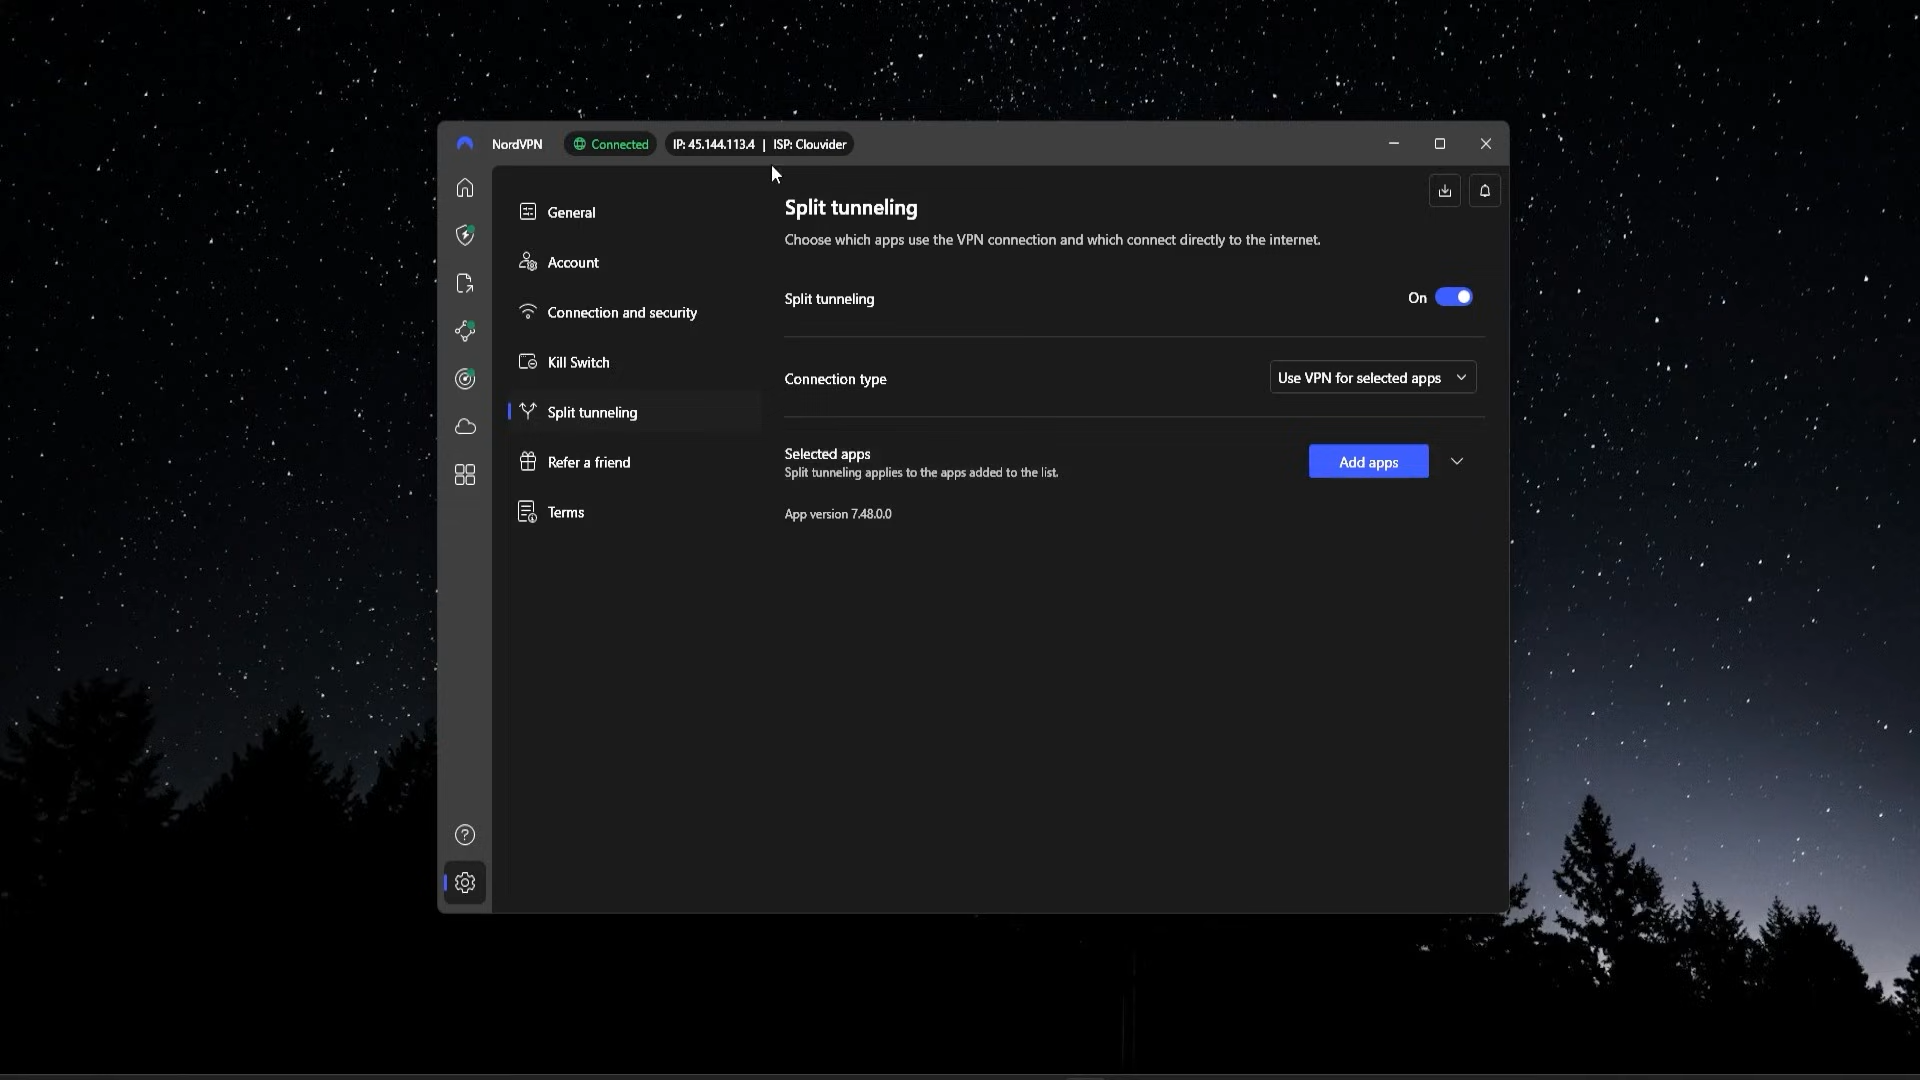 NordVPN
Connected
IP: 45.144.113.4 | ISP: Clouvider
General
Account
Connection and security
Kill Switch
Split tunneling
Refer a friend
Terms
Split tunneling
Choose which apps use the VPN connection and which connect directly to the internet.
Split tunneling
On
Connection type
Use VPN for selected apps
Selected apps
Split tunneling applies to the apps added to the list.
Add apps
App version 7.48.0.0